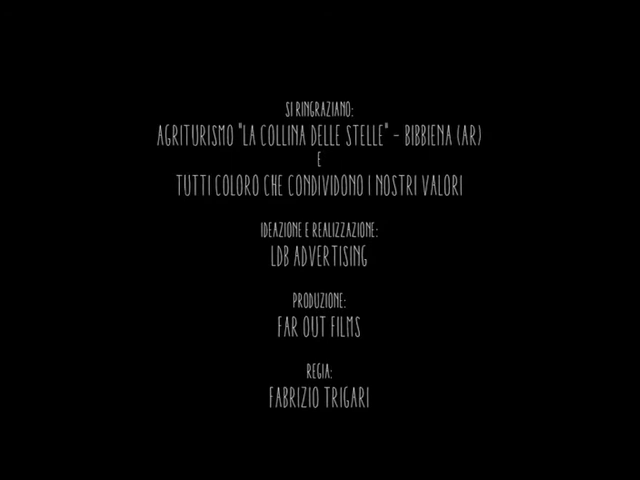 SI RINGRAZIANO:
AGRITURISMO "LA COLLINA DELLE STELLE" - BIBBIENA (AR)
E
TUTTI COLORO CHE CONDIVIDONO I NOSTRI VALORI
IDEAZIONE E REALIZZAZIONE:
LDB ADVERTISING
PRODUZIONE:
FAR OUT FILMS
REGIA:
FABRIZIO TRIGARI